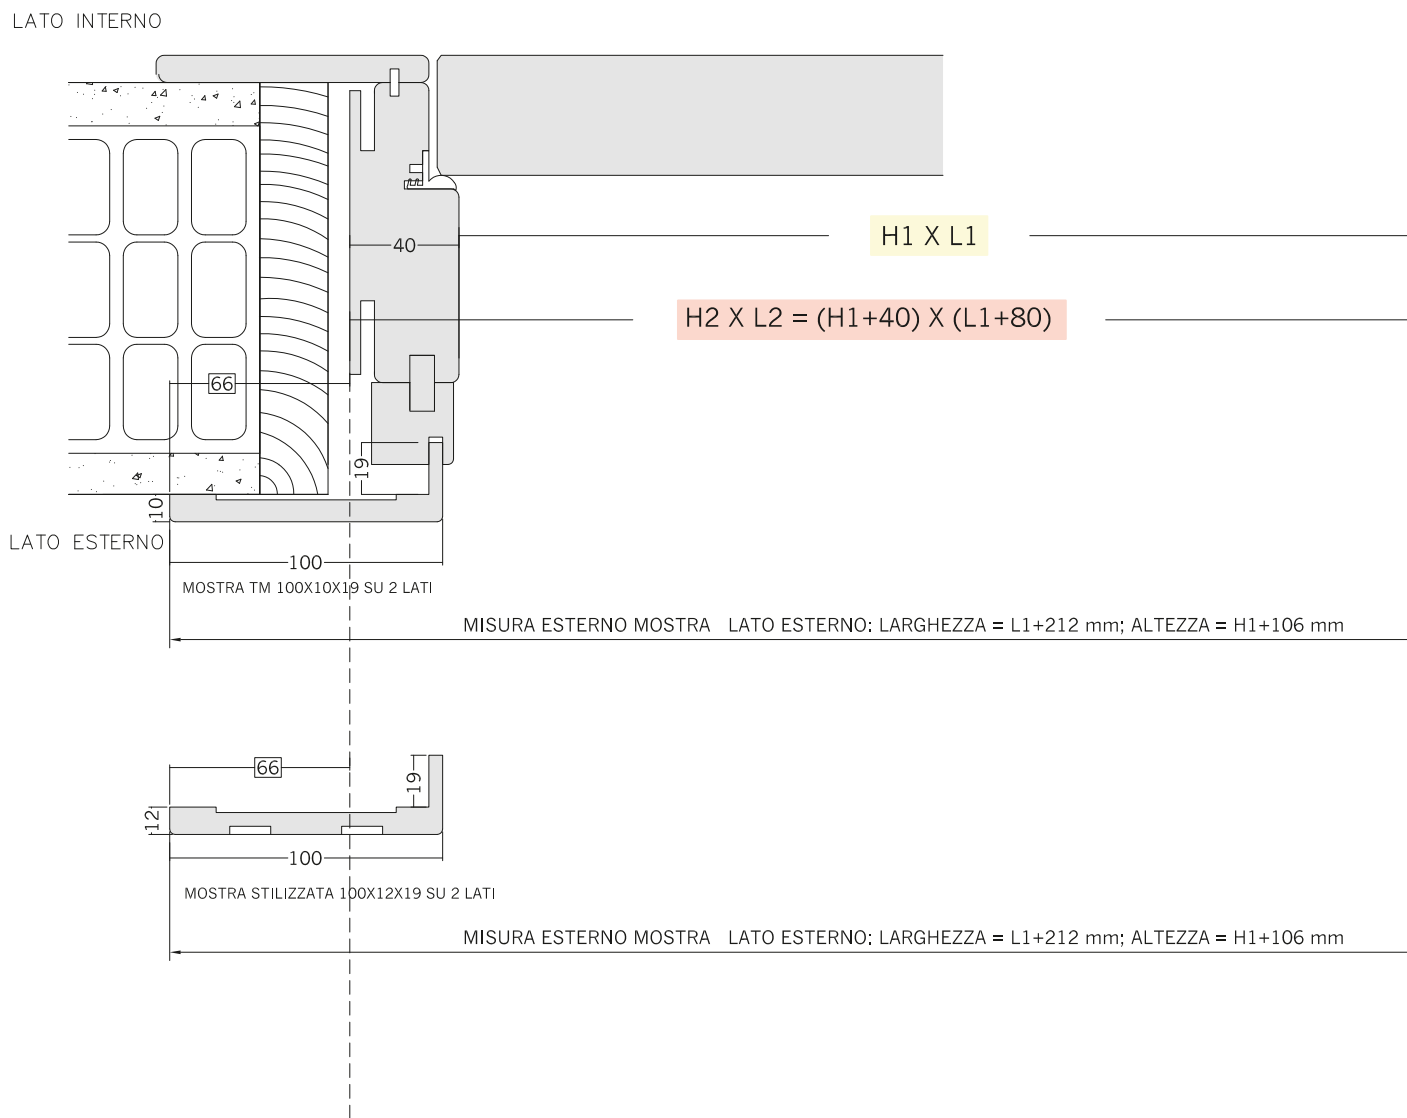 LATO INTERNO
H1 X L1
40
H2 X L2 = (H1+40) X (L1+80)
66
19
10
LATO ESTERNO
100
MOSTRA TM 100X10X19 SU 2 LATI
MISURA ESTERNO MOSTRA LATO ESTERNO: LARGHEZZA = L1+212 mm; ALTEZZA = H1+106 mm
66
19
12
100
MOSTRA STILIZZATA 100X12X19 SU 2 LATI
MISURA ESTERNO MOSTRA LATO ESTERNO: LARGHEZZA = L1+212 mm; ALTEZZA = H1+106 mm